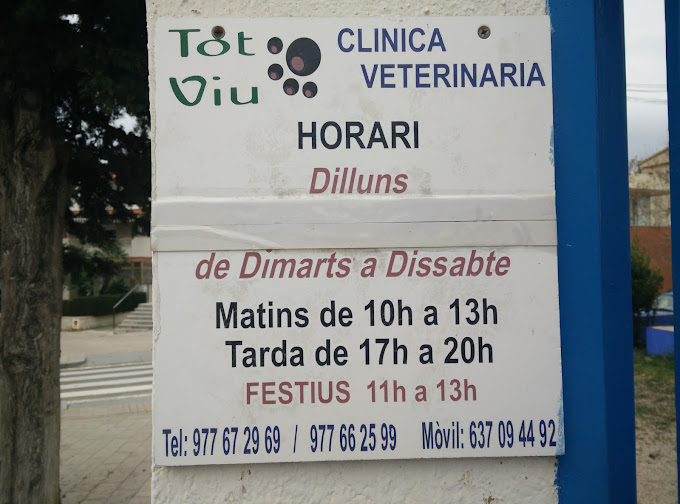 Tot Viu
CLINICA VETERINARIA
HORARI
Dilluns
de Dimarts a Dissabte
Matins de 10h a 13h
Tarda de 17h a 20h
FESTIUS 11h a 13h
Tel: 977 67 29 69 / 977 66 25 99 Mòvil: 637 09 44 92